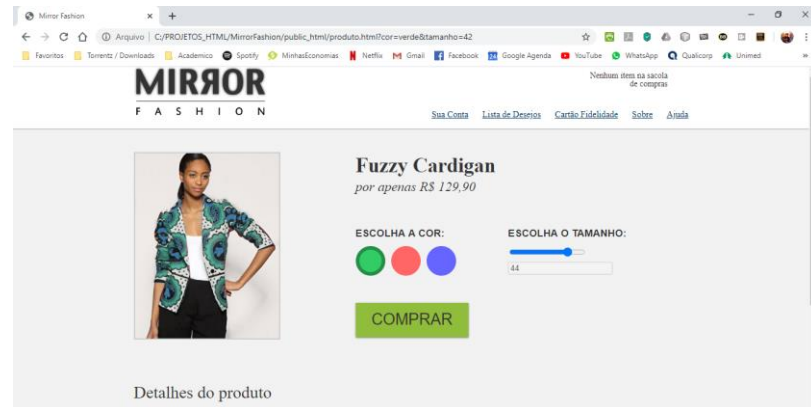 Mirror Fashion
Arquivo | C:/PROJETOS_HTML/MirrorFashion/public_html/produto.html?cor=verde&tamanho=42
Favoritos Torrentz / Downloads Academico Spotify MinhasEconomias Netflix Gmail Facebook 24 Google Agenda YouTube WhatsApp Qualicorp Unimed
MIRЯOR
FASHION
Nenhum item na sacola
de compras
Sua Conta Lista de Desejos Cartão Fidelidade Sobre Ajuda
Fuzzy Cardigan
por apenas R$ 129,90
ESCOLHA A COR: ESCOLHA O TAMANHO:
44
COMPRAR
Detalhes do produto